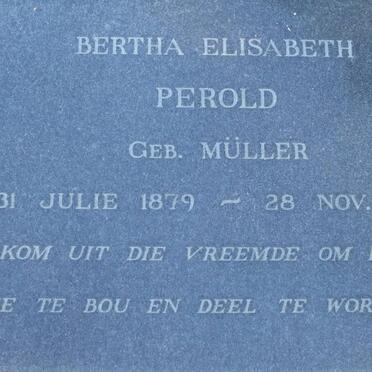 BERTHA ELISABETH
PEROLD
GEB. MÜLLER
31 JULIE 1879 ~ 28 NOV.
KOM UIT DIE VREEMDE OM
TE BOU EN DEEL TE